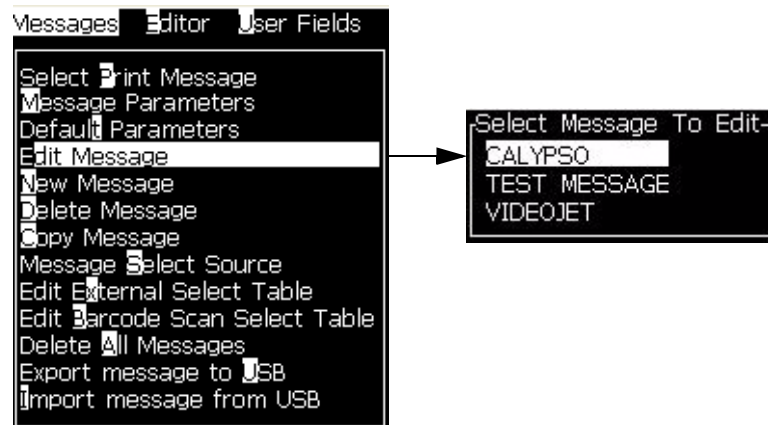 Messages Editor User Fields
Select Print Message
Message Parameters
Default Parameters
Edit Message
New Message
Delete Message
Copy Message
Message Select Source
Edit External Select Table
Edit Barcode Scan Select Table
Delete All Messages
Export message to USB
Import message from USB
Select Message To Edit
CALYPSO
TEST MESSAGE
VIDEOJET